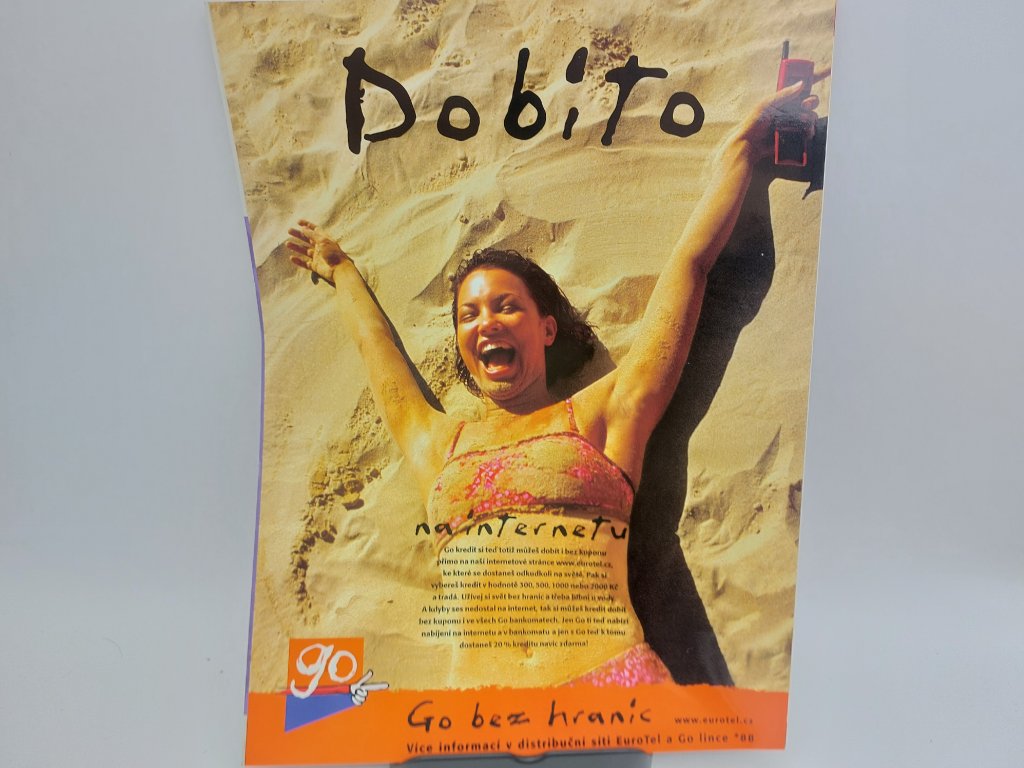 Dobito
na internetu
Go kredit si teď totiž můžeš dobít i bez kuponu
přímo na naší internetové stránce www.eurotel.cz,
ke které se dostaneš odkudkoli na světě. Pak si
vybereš kredit v hodnotě 300, 500, 1000 nebo 2000 Kč
a tradá. Užívej si svět bez hranic a třeba blbni u vody.
A kdyby ses nedostal na internet, tak si můžeš kredit dobít
bez kuponu i ve všech Go bankomatech. Jen Go ti teď nabízí
nabíjení na internetu a v bankomatu a jen s Go teď k tomu
dostaneš 20 % kreditu navíc zdarma!
go
Go bez hranic www.eurotel.cz
Více informací v distribuční síti EuroTel a Go lince *88